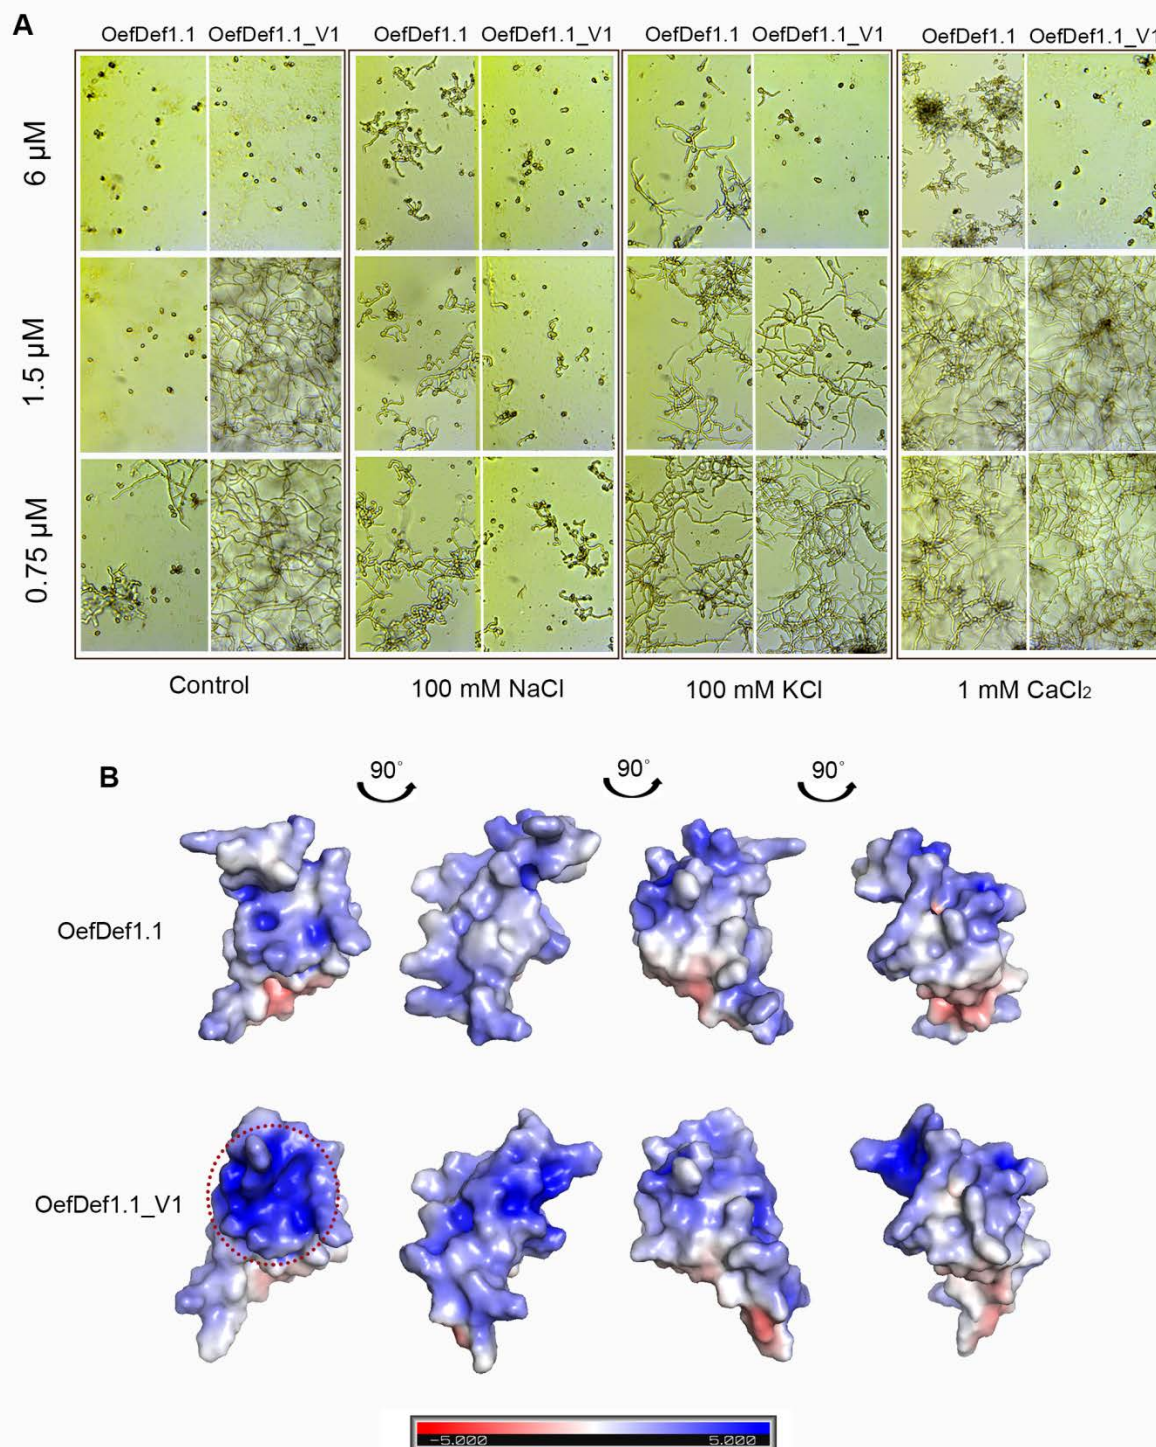 A
OefDef1.1 OefDef1.1_V1 OefDef1.1 OefDef1.1_V1 OefDef1.1 OefDef1.1_V1 OefDef1.1 OefDef1.1_V1
6 µM
1.5 µM
0.75 µM
Control 100 mM NaCl 100 mM KCl 1 mM CaCl₂
B
90° 90° 90°
OefDef1.1
OefDef1.1_V1
-5.000 5.000